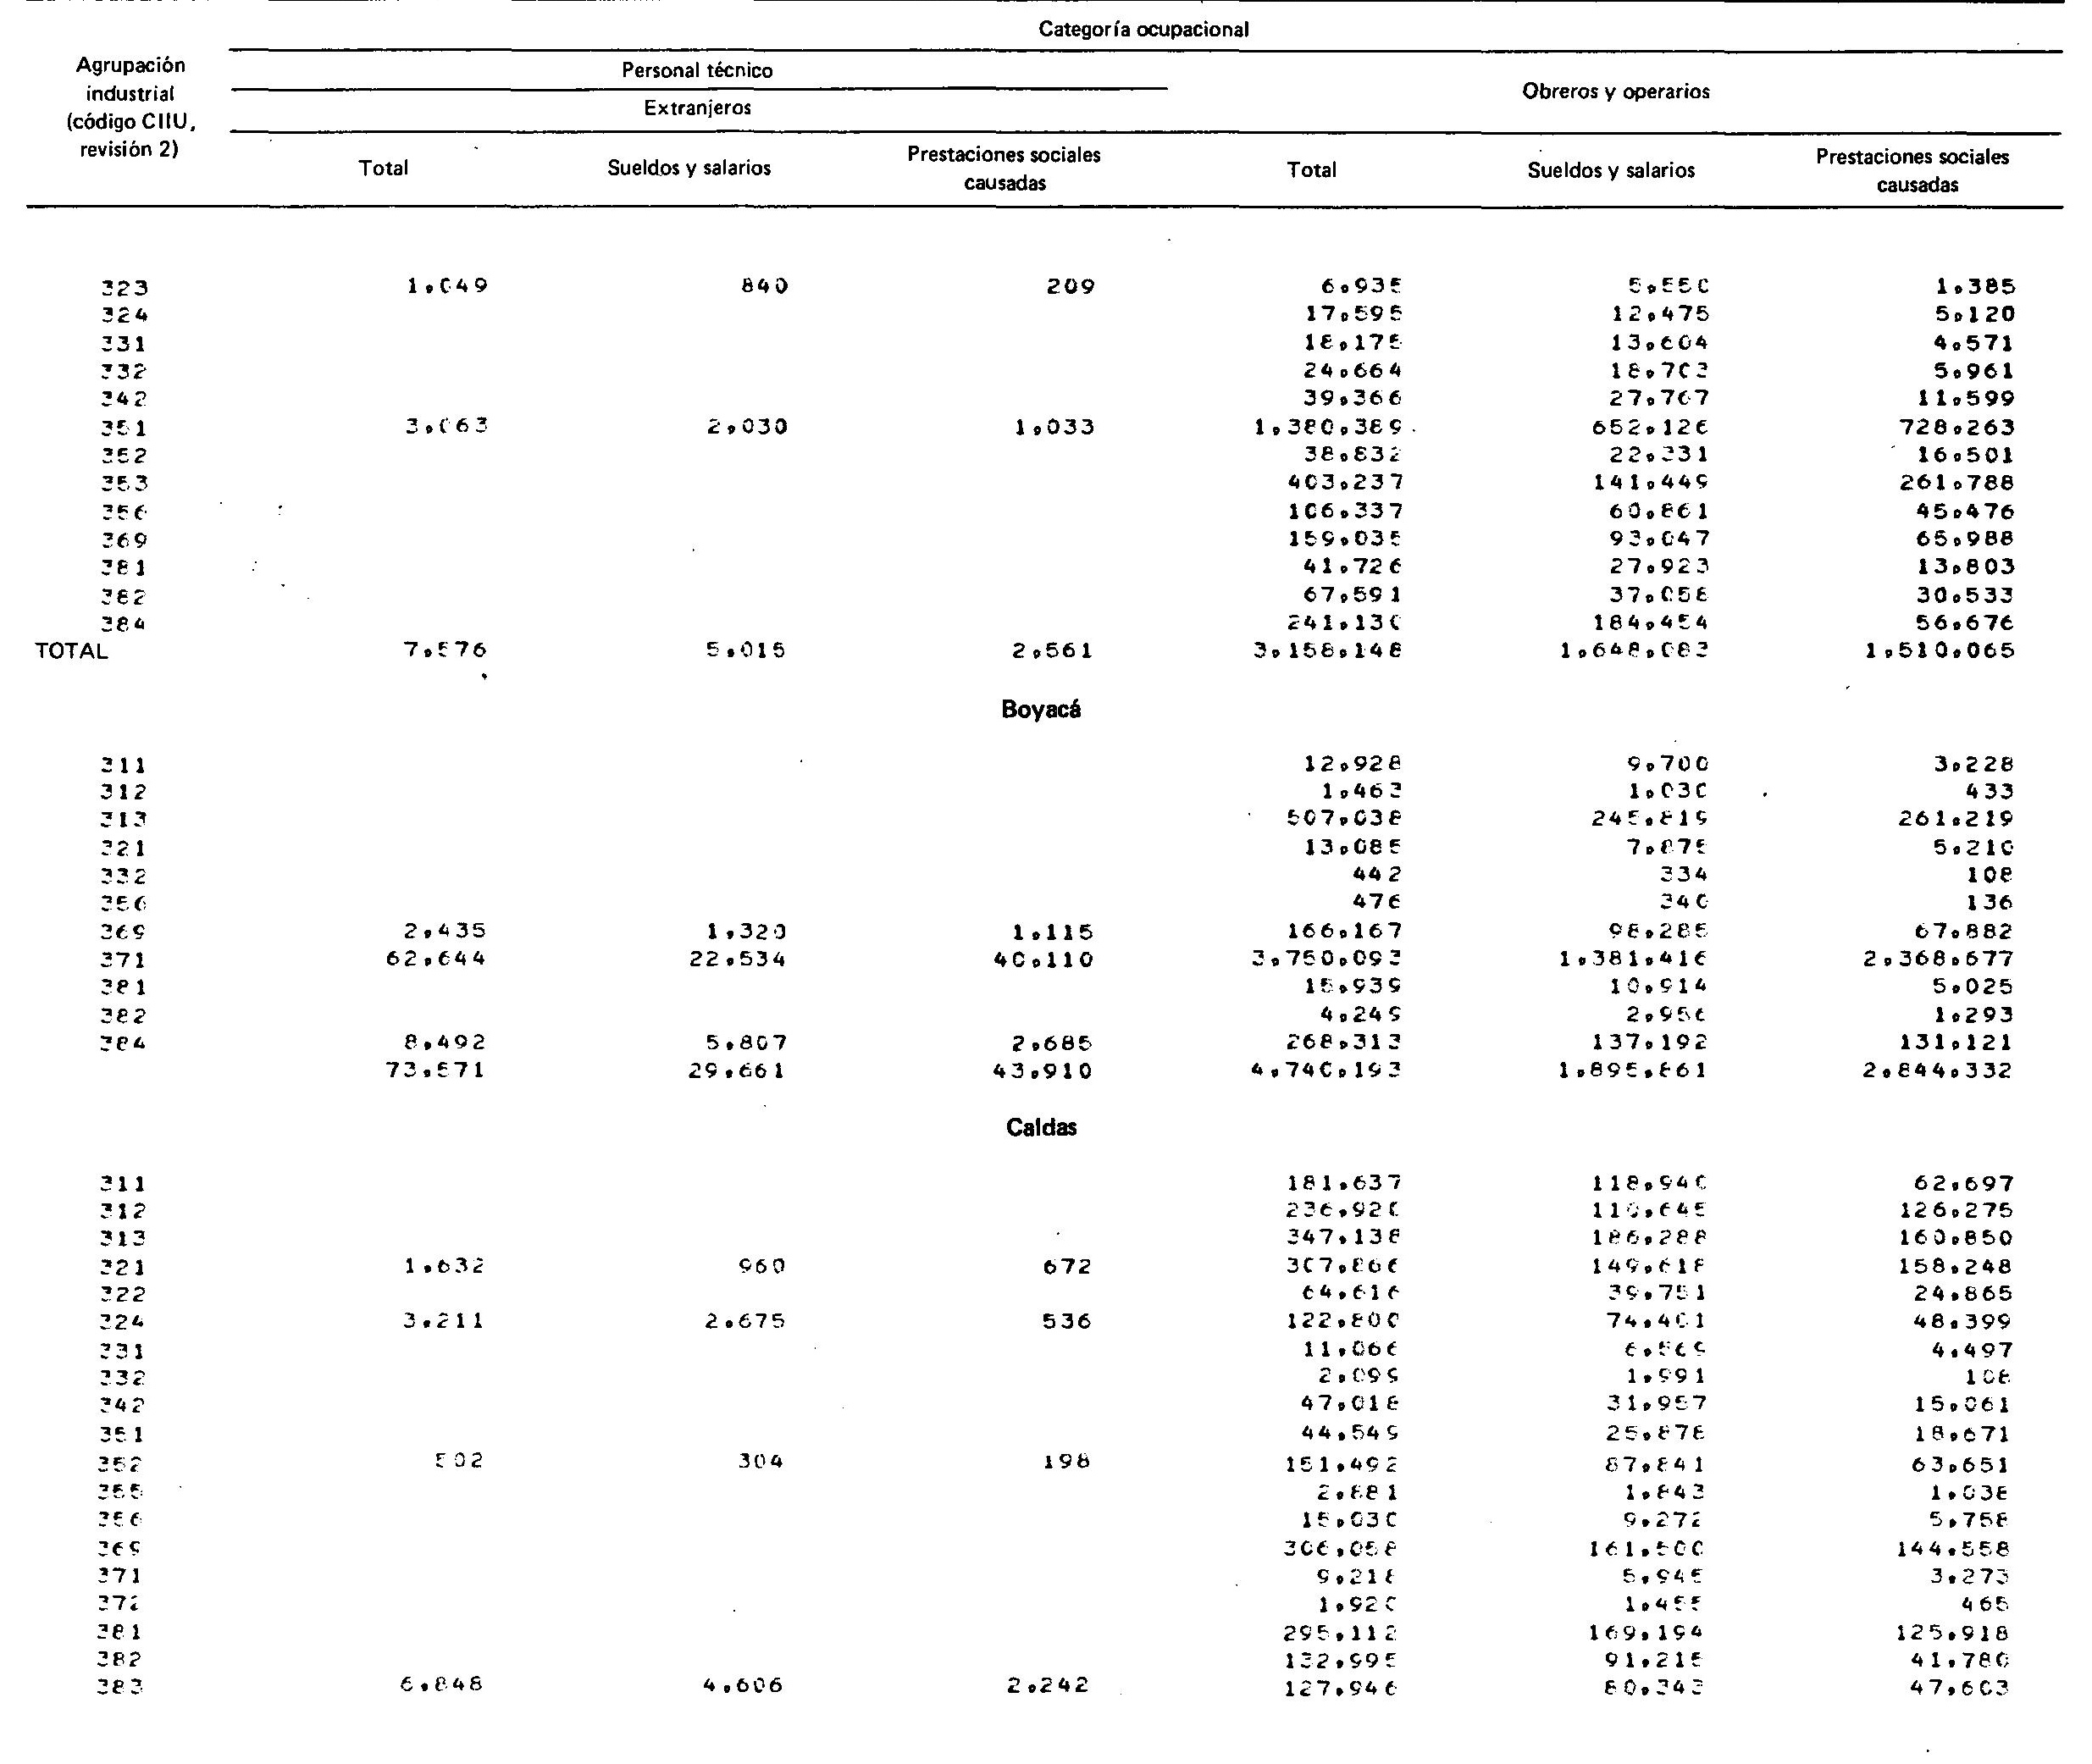 Categoría ocupacional
Agrupación industrial (código CIIU, revisión 2)
Personal técnico
Obreros y operarios
Extranjeros
Total Sueldos y salarios Prestaciones sociales causadas Total Sueldos y salarios Prestaciones sociales causadas
323 1,049 840 209 6,935 5,550 1,385
324 17,595 12,475 5,120
331 18,175 13,604 4,571
332 24,664 18,703 5,961
342 39,366 27,767 11,599
351 3,063 2,030 1,033 1,380,389 652,126 728,263
352 38,832 22,331 16,501
353 403,237 141,449 261,788
356 106,337 60,861 45,476
369 159,035 93,047 65,988
381 41,726 27,923 13,803
382 67,591 37,058 30,533
384 241,130 184,454 56,676
TOTAL 7,576 5,015 2,561 3,158,148 1,648,083 1,510,065
Boyacá
311 12,928 9,700 3,228
312 1,463 1,030 433
313 507,038 245,819 261,219
321 13,085 7,875 5,210
332 442 334 108
356 476 340 136
369 2,435 1,320 1,115 166,167 98,285 67,882
371 62,644 22,534 40,110 3,750,093 1,381,416 2,368,677
381 15,939 10,914 5,025
382 4,249 2,956 1,293
384 8,492 5,807 2,685 268,313 137,192 131,121
73,571 29,661 43,910 4,740,193 1,895,861 2,844,332
Caldas
311 181,637 118,940 62,697
312 236,920 110,645 126,275
313 347,138 186,288 160,850
321 1,632 960 672 307,866 149,618 158,248
322 64,616 39,751 24,865
324 3,211 2,675 536 122,800 74,401 48,399
331 11,066 6,569 4,497
332 2,099 1,991 108
342 47,018 31,957 15,061
351 44,549 25,878 18,671
352 502 304 198 151,492 87,841 63,651
355 2,881 1,843 1,038
356 15,030 9,272 5,758
369 306,058 161,500 144,558
371 9,218 5,945 3,273
372 1,920 1,455 465
381 295,112 169,194 125,918
382 132,995 91,215 41,780
383 6,848 4,606 2,242 127,946 80,343 47,603